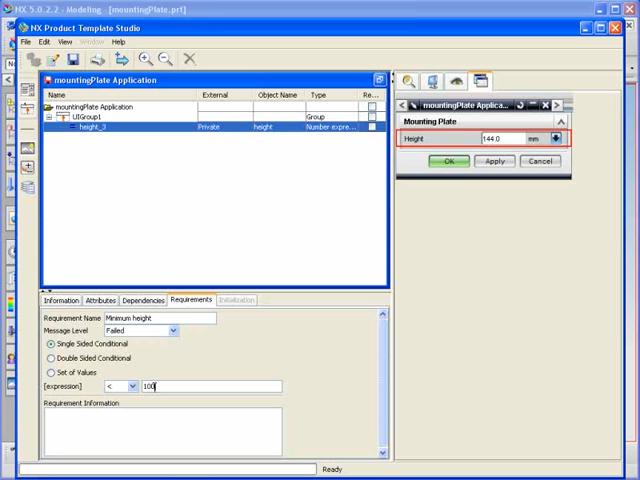 NX 5.0.2.2 - Modeling - [mountingPlate.prt]
NX Product Template Studio
File Edit View Window Help
mountingPlate Application
Name External Object Name Type Re...
mountingPlate Application
UIGroup1 Group
height_3 Private height Number expre...
mountingPlate Applica...
Mounting Plate
Height 144.0 mm
OK Apply Cancel
Information Attributes Dependencies Requirements Initialization
Requirement Name Minimum height
Message Level Failed
Single Sided Conditional
Double Sided Conditional
Set of Values
[expression] < 100
Requirement Information
Ready